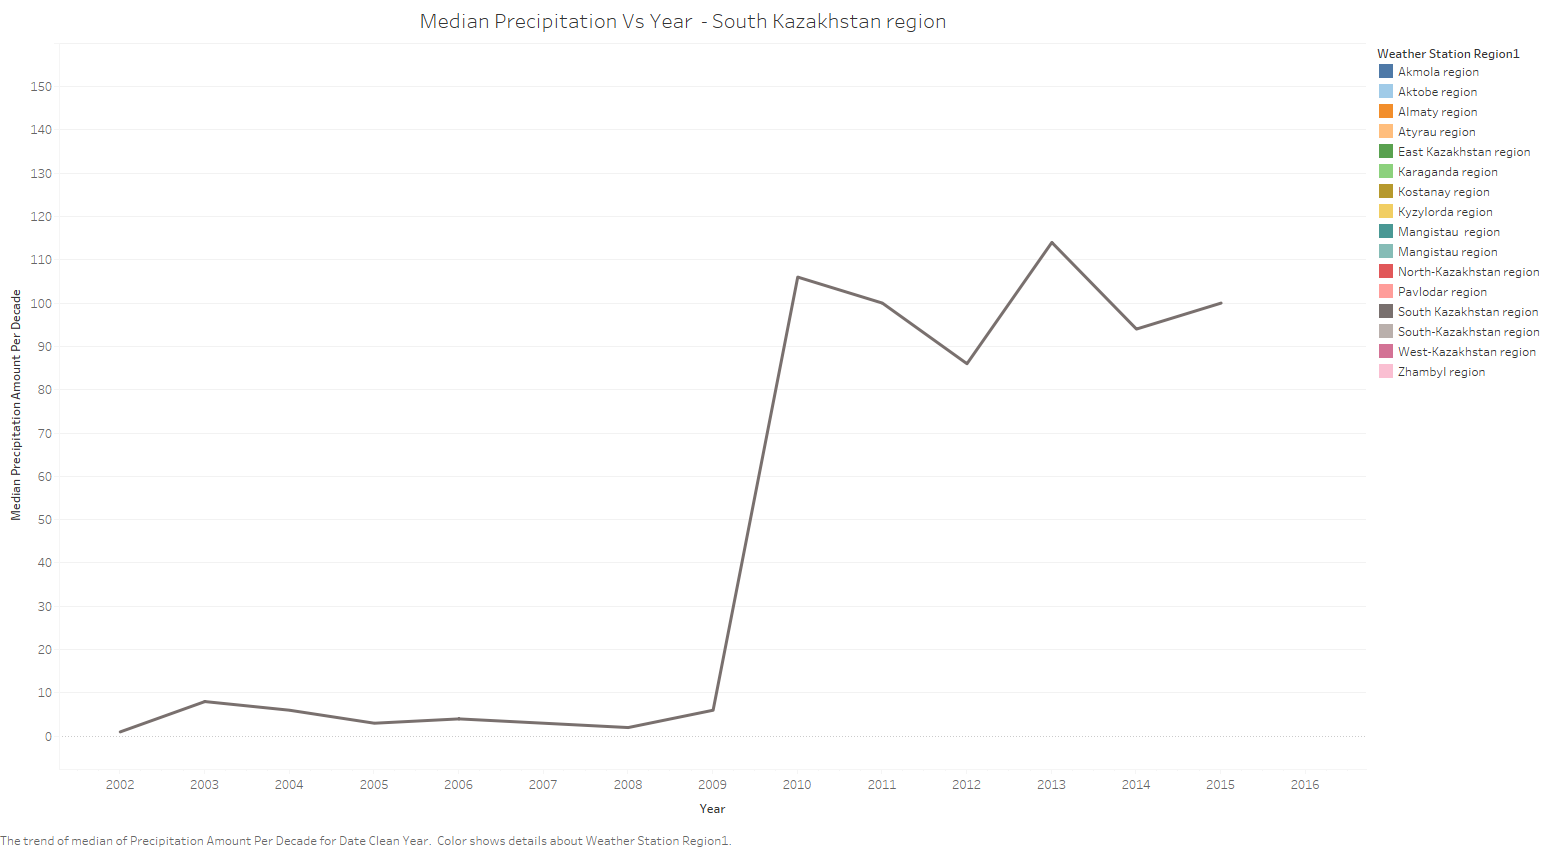 Median Precipitation Vs Year  - South Kazakhstan region
Median Precipitation Amount Per Decade
150
140
130
120
110
100
90
80
70
60
50
40
30
20
10
0
2002 2003 2004 2005 2006 2007 2008 2009 2010 2011 2012 2013 2014 2015 2016
Year
Weather Station Region1
Akmola region
Aktobe region
Almaty region
Atyrau region
East Kazakhstan region
Karaganda region
Kostanay region
Kyzylorda region
Mangistau  region
Mangistau region
North-Kazakhstan region
Pavlodar region
South Kazakhstan region
South-Kazakhstan region
West-Kazakhstan region
Zhambyl region
The trend of median of Precipitation Amount Per Decade for Date Clean Year.  Color shows details about Weather Station Region1.